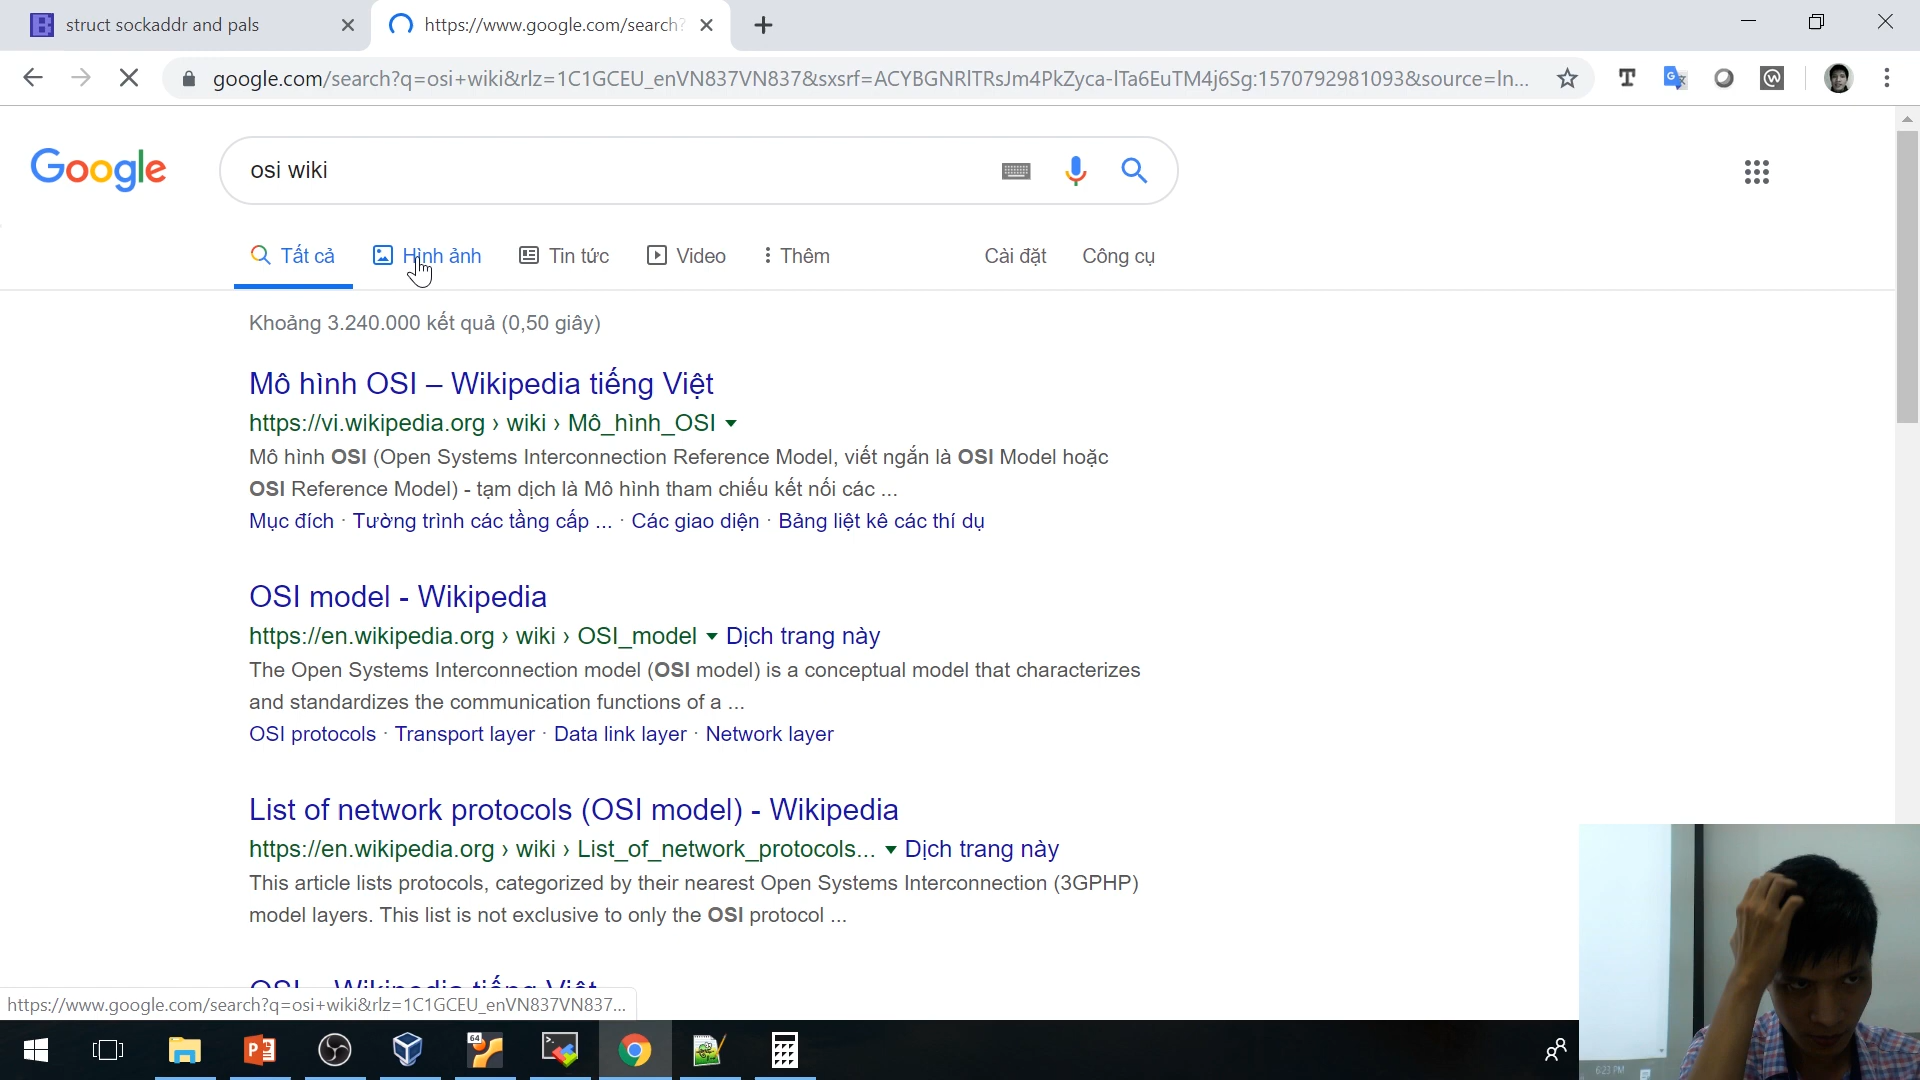 struct sockaddr and pals
https://www.google.com/search?
google.com/search?q=osi+wiki&rlz=1C1GCEU_enVN837VN837&sxsrf=ACYBGNRITRsJm4PkZyca-lTa6EuTM4j6Sg:1570792981093&source=ln...
Google
osi wiki
Tất cả
Hình ảnh
Tin tức
Video
Thêm
Cài đặt
Công cụ
Khoảng 3.240.000 kết quả (0,50 giây)
Mô hình OSI – Wikipedia tiếng Việt
https://vi.wikipedia.org › wiki › Mô_hình_OSI
Mô hình OSI (Open Systems Interconnection Reference Model, viết ngắn là OSI Model hoặc
OSI Reference Model) - tạm dịch là Mô hình tham chiếu kết nối các ...
Mục đích · Tường trình các tầng cấp ... · Các giao diện · Bảng liệt kê các thí dụ
OSI model - Wikipedia
https://en.wikipedia.org › wiki › OSI_model Dịch trang này
The Open Systems Interconnection model (OSI model) is a conceptual model that characterizes
and standardizes the communication functions of a ...
OSI protocols · Transport layer · Data link layer · Network layer
List of network protocols (OSI model) - Wikipedia
https://en.wikipedia.org › wiki › List_of_network_protocols... Dịch trang này
This article lists protocols, categorized by their nearest Open Systems Interconnection (3GPHP)
model layers. This list is not exclusive to only the OSI protocol ...
OSI – Wikipedia tiếng Việt
https://www.google.com/search?q=osi+wiki&rlz=1C1GCEU_enVN837VN837...
64
6:23 PM